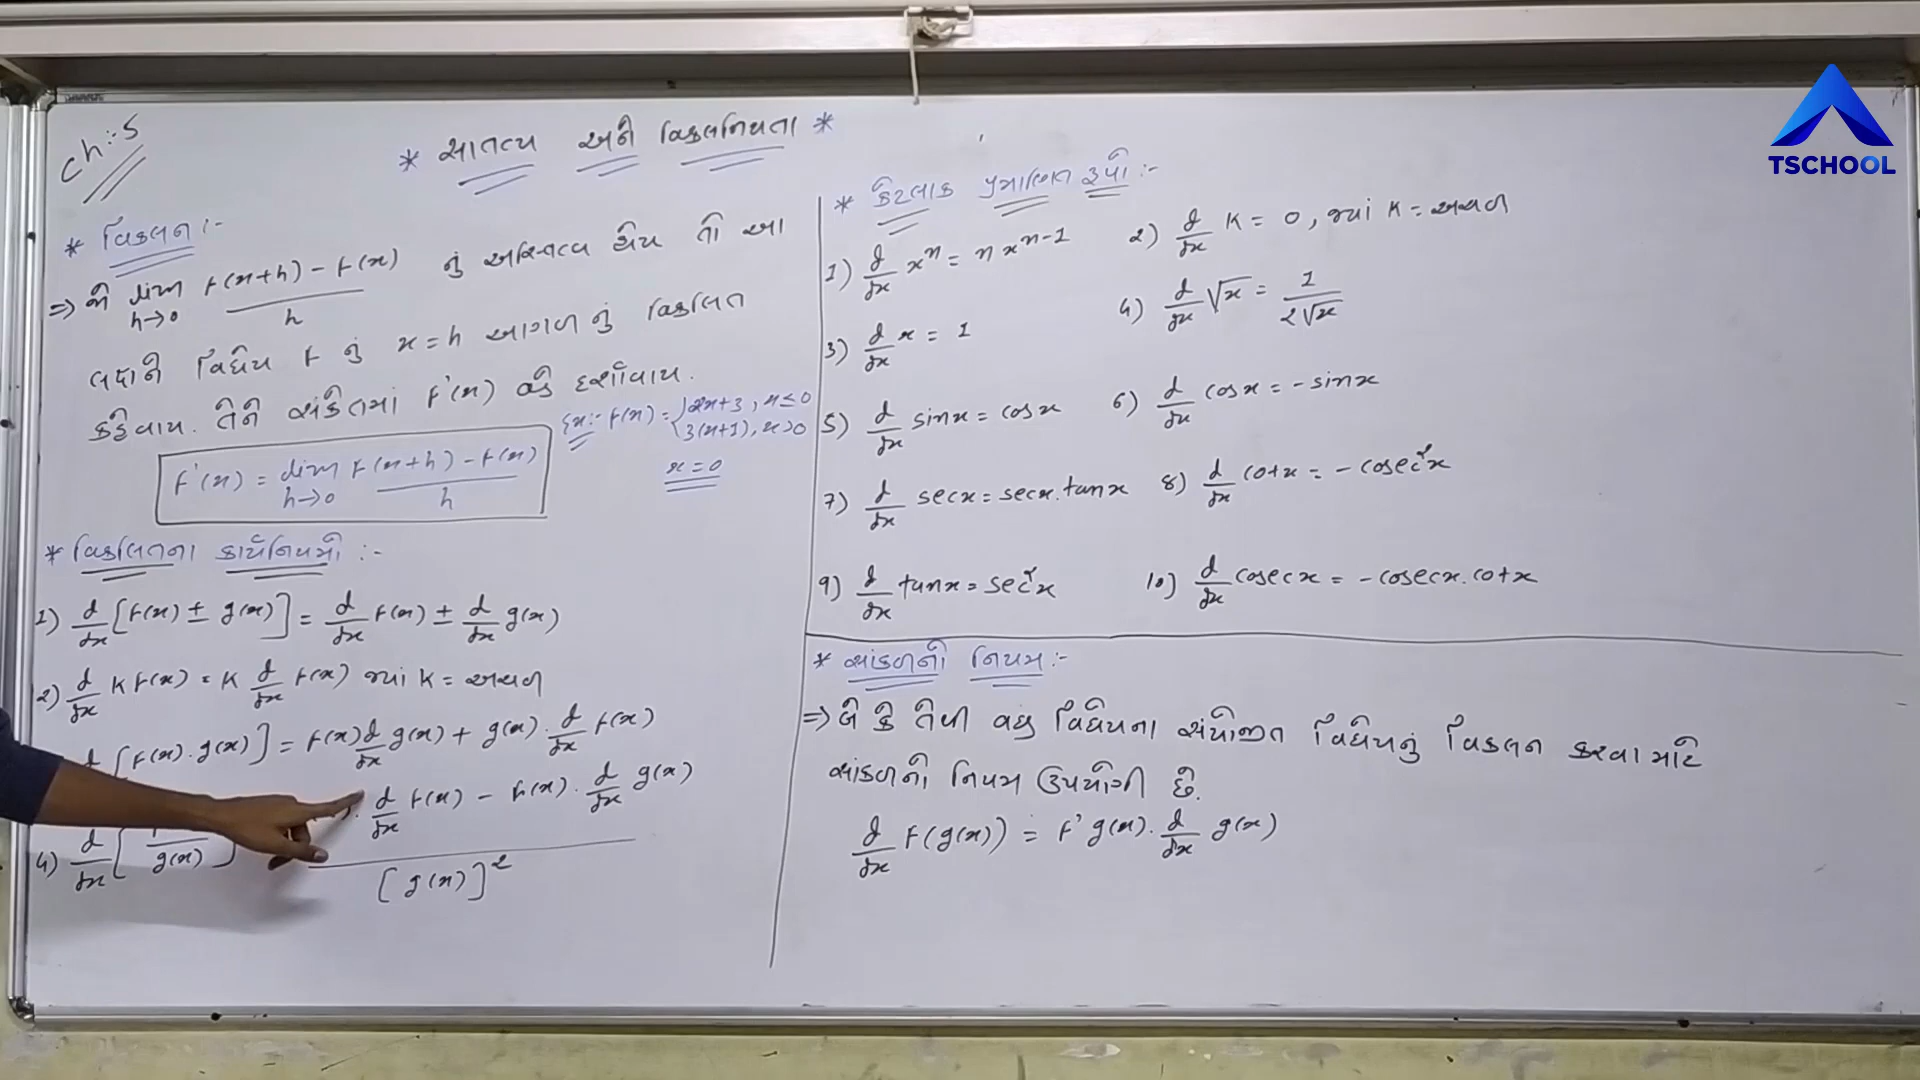 Ch:-5
* સાતત્ય અને વિકલનિયતા *
* વિકલન :-
⇒ જો lim h→0 f(x+h) - f(x) / h નું અસ્તિત્વ હોય તો આ
લક્ષને વિધેય f નું x = h આગળ નું વિકલિત
કહેવાય. તેને સંકેતમાં f'(x) વડે દર્શાવાય.
Ex:- f(x) = { 2x+3, x ≤ 0
3(x+1), x > 0
x = 0
f'(x) = lim h→0 f(x+h) - f(x) / h
* વિકલિતના કાર્યનિયમો :-
1) d/dx [f(x) ± g(x)] = d/dx f(x) ± d/dx g(x)
2) d/dx K f(x) = K d/dx f(x) જ્યાં K = અચળ
d [f(x) . g(x)] = f(x) d/dx g(x) + g(x) . d/dx f(x)
4) d/dx [ / g(x) ] . d/dx f(x) - f(x) . d/dx g(x) / [g(x)]²
* કેટલાક પ્રમાણિત રૂપો :-
1) d/dx xⁿ = n xⁿ⁻¹
2) d/dx K = 0, જ્યાં K = અચળ
3) d/dx x = 1
4) d/dx √x = 1 / 2√x
5) d/dx sinx = cosx
6) d/dx cosx = - sinx
7) d/dx secx = secx . tanx
8) d/dx cotx = - cosec²x
9) d/dx tanx = sec²x
10) d/dx cosecx = - cosecx . cotx
* સાંકળનો નિયમ :-
⇒ બે કે તેથી વધુ વિધેયના સંયોજીત વિધેયનું વિકલન કરવા માટે
સાંકળનો નિયમ ઉપયોગી છે.
d/dx f(g(x)) = f' g(x) . d/dx g(x)
TSCHOOL